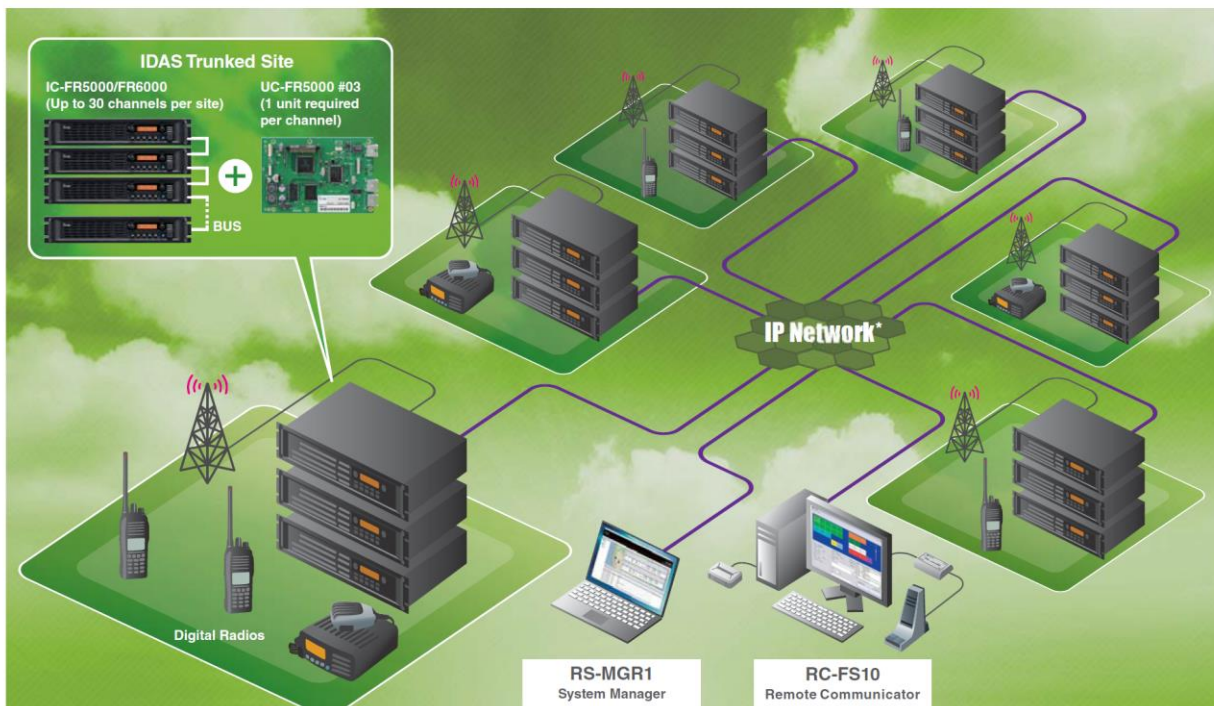 IDAS Trunked Site
IC-FR5000/FR6000
(Up to 30 channels per site)
UC-FR5000 #03
(1 unit required
per channel)
BUS
IP Network*
Digital Radios
RS-MGR1
System Manager
RC-FS10
Remote Communicator